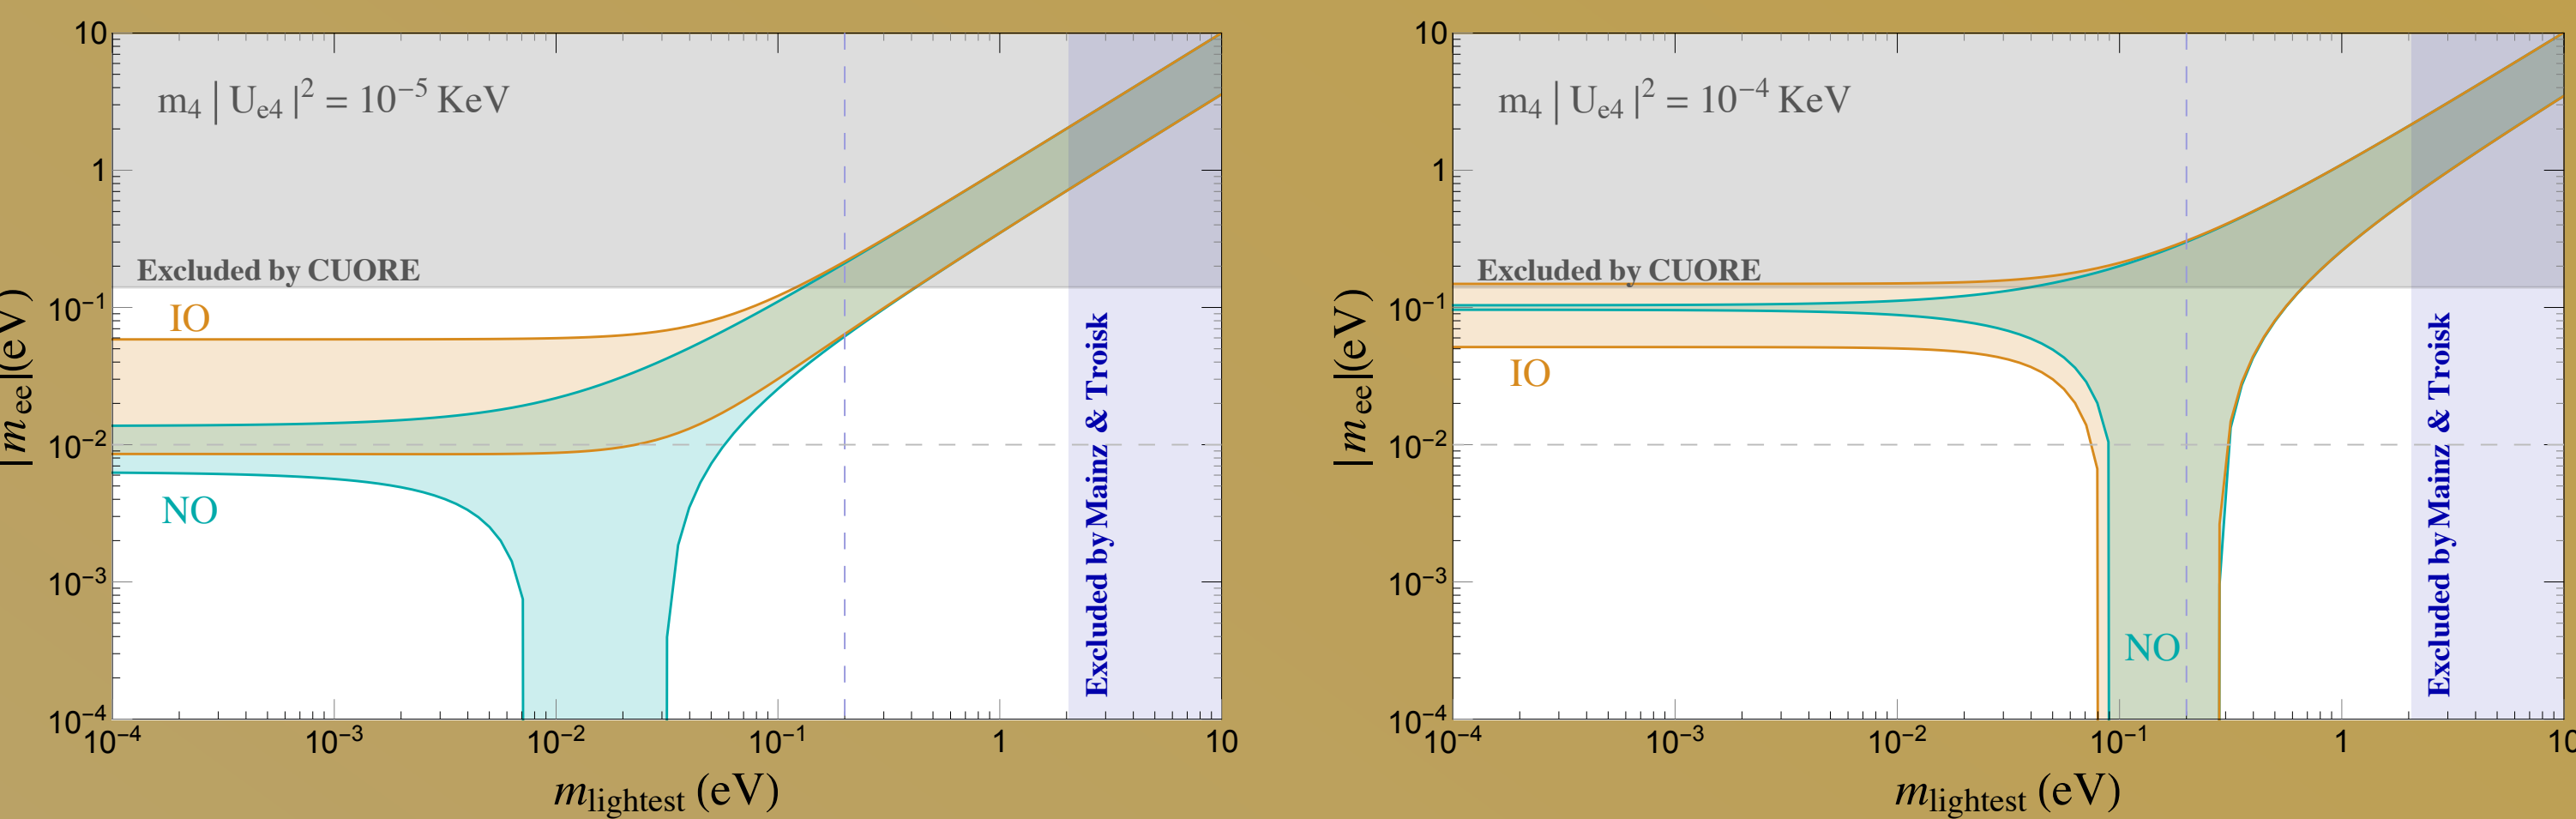 m₄ | Uₑ₄ |² = 10⁻⁵ KeV
Excluded by CUORE
IO
NO
Excluded by Mainz & Troisk
|mₑₑ|(eV)
10
1
10⁻¹
10⁻²
10⁻³
10⁻⁴
10⁻⁴ 10⁻³ 10⁻² 10⁻¹ 1 10
m_lightest (eV)
m₄ | Uₑ₄ |² = 10⁻⁴ KeV
Excluded by CUORE
IO
NO
Excluded by Mainz & Troisk
|mₑₑ|(eV)
10
1
10⁻¹
10⁻²
10⁻³
10⁻⁴
10⁻⁴ 10⁻³ 10⁻² 10⁻¹ 1 10
m_lightest (eV)